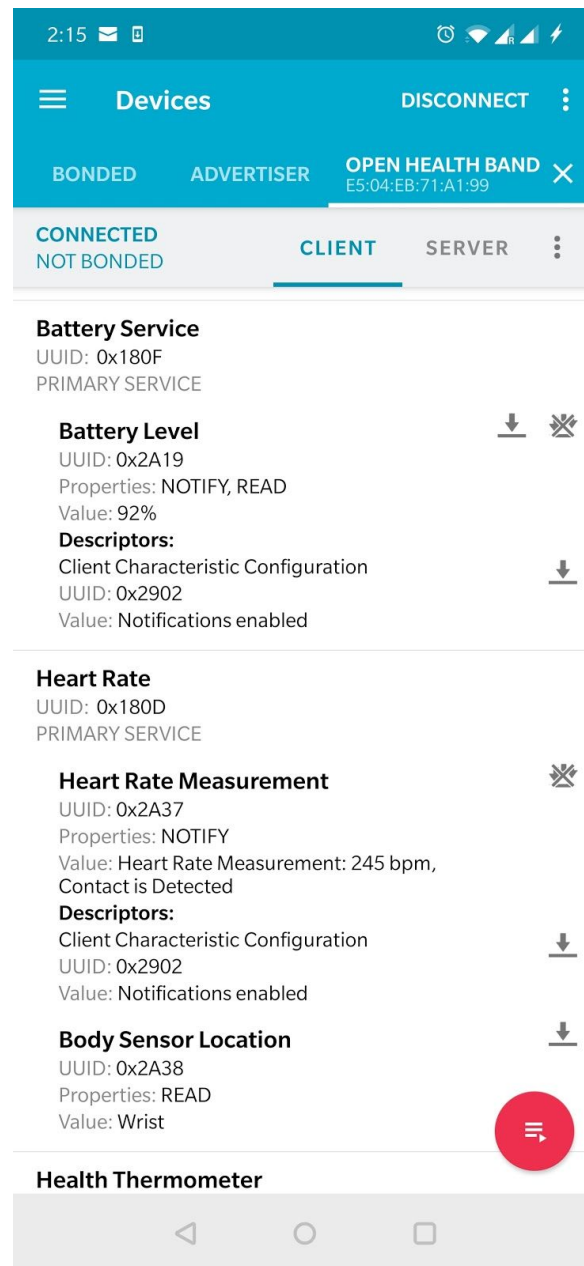 2:15
Devices
DISCONNECT
BONDED
ADVERTISER
OPEN HEALTH BAND
E5:04:EB:71:A1:99
CONNECTED
NOT BONDED
CLIENT
SERVER
Battery Service
UUID: 0x180F
PRIMARY SERVICE
Battery Level
UUID: 0x2A19
Properties: NOTIFY, READ
Value: 92%
Descriptors:
Client Characteristic Configuration
UUID: 0x2902
Value: Notifications enabled
Heart Rate
UUID: 0x180D
PRIMARY SERVICE
Heart Rate Measurement
UUID: 0x2A37
Properties: NOTIFY
Value: Heart Rate Measurement: 245 bpm,
Contact is Detected
Descriptors:
Client Characteristic Configuration
UUID: 0x2902
Value: Notifications enabled
Body Sensor Location
UUID: 0x2A38
Properties: READ
Value: Wrist
Health Thermometer